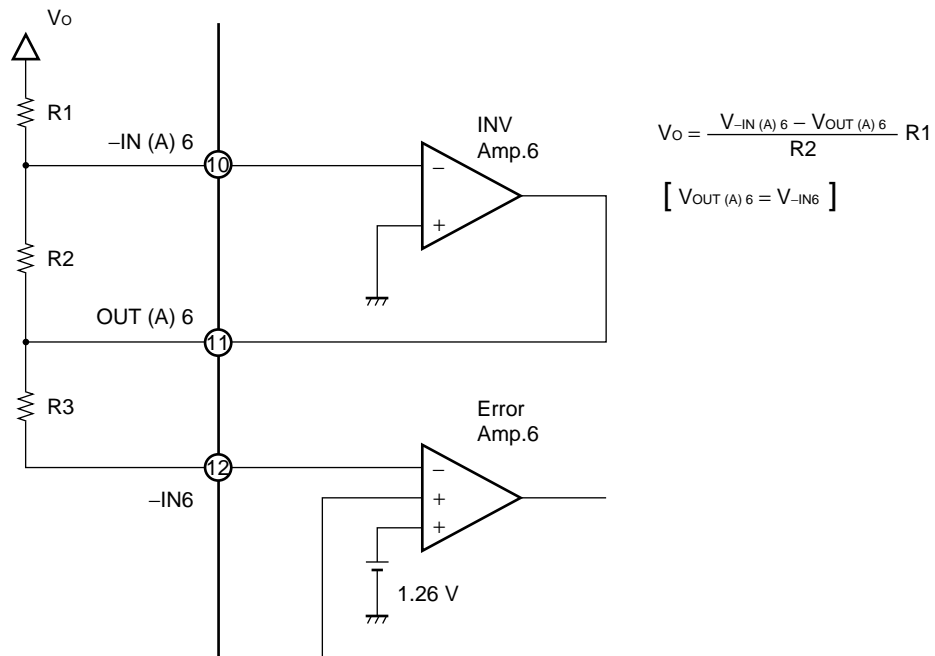 Vo
R1
–IN (A) 6
10
INV
Amp.6
−
+
Vo = V–IN (A) 6 – VOUT (A) 6 / R2 R1
[ VOUT (A) 6 = V–IN6 ]
R2
OUT (A) 6
11
R3
Error
Amp.6
12
−
–IN6
+
+
1.26 V